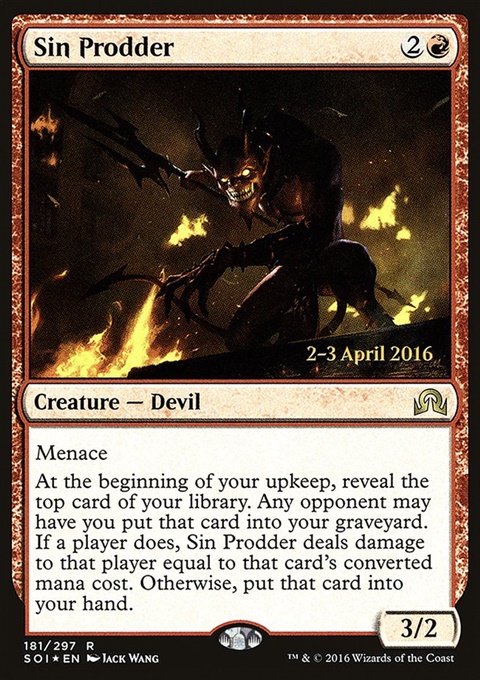 Sin Prodder 2
2–3 April 2016
Creature — Devil
Menace
At the beginning of your upkeep, reveal the
top card of your library. Any opponent may
have you put that card into your graveyard.
If a player does, Sin Prodder deals damage
to that player equal to that card's converted
mana cost. Otherwise, put that card into
your hand.
3/2
181/297 R
SOI★EN Jack Wang
™ & © 2016 Wizards of the Coast